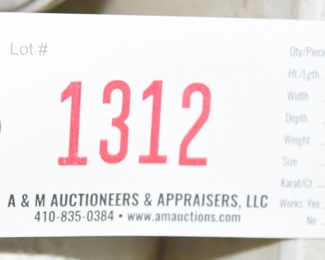 Lot #
1312
A & M AUCTIONEERS & APPRAISERS, LLC
410-835-0384 • www.amauctions.com
Qty/Piece
Ht./Lgth.
Width
Depth
Weight
Size
Karat/Ct
Works: Yes
No